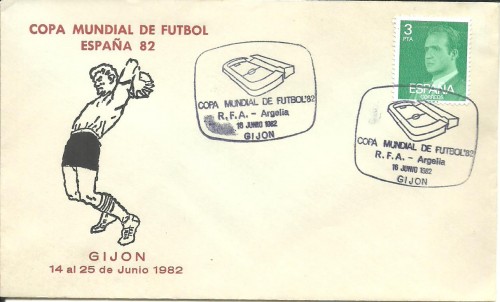 COPA MUNDIAL DE FUTBOL
ESPAÑA 82
GIJON
14 al 25 de Junio 1982
COPA MUNDIAL DE FUTBOL'82
R.F.A. - Argelia
16 JUNIO 1982
GIJON
3
PTA
ESPAÑA
CORREOS
COPA MUNDIAL DE FUTBOL'82
R.F.A. - Argelia
16 JUNIO 1982
GIJON